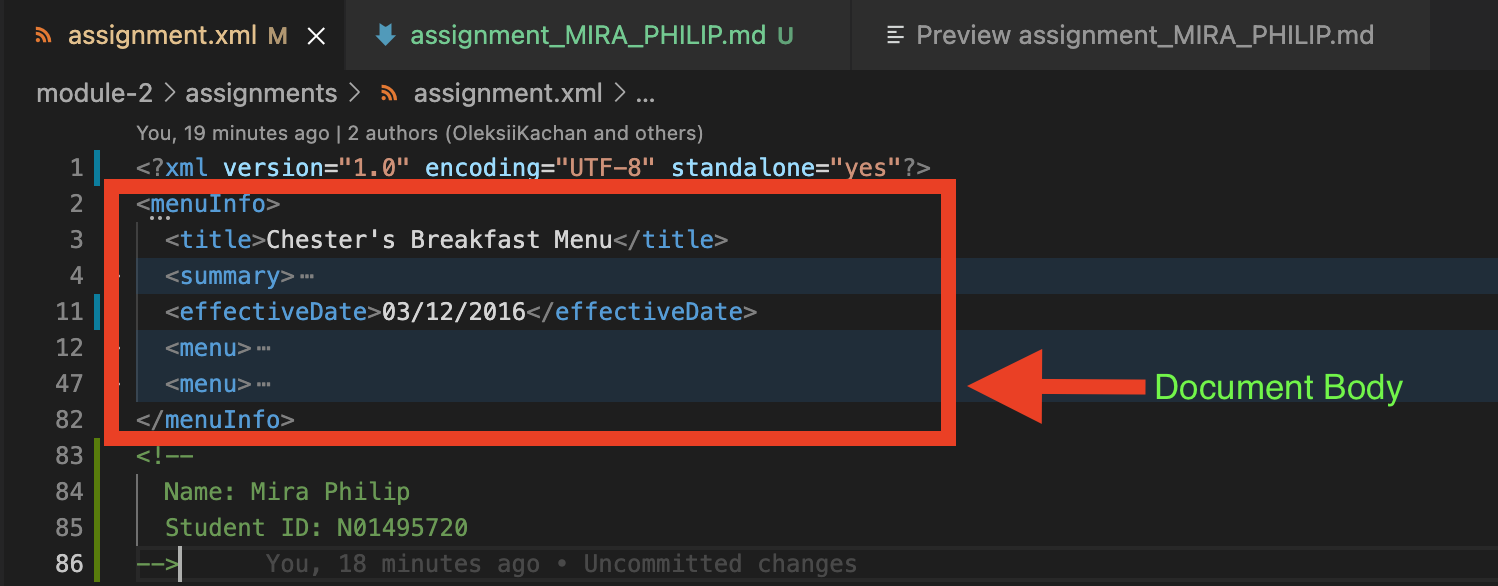 assignment.xml M ×
assignment_MIRA_PHILIP.md U
Preview assignment_MIRA_PHILIP.md
module-2 > assignments > assignment.xml > ...
You, 19 minutes ago | 2 authors (OleksiiKachan and others)
1 <?xml version="1.0" encoding="UTF-8" standalone="yes"?>
2 <menuInfo>
3 <title>Chester's Breakfast Menu</title>
4 <summary>⋯
11 <effectiveDate>03/12/2016</effectiveDate>
12 <menu>⋯
47 <menu>⋯
Document Body
82 </menuInfo>
83 <!--
84 Name: Mira Philip
85 Student ID: N01495720
86 --> You, 18 minutes ago • Uncommitted changes